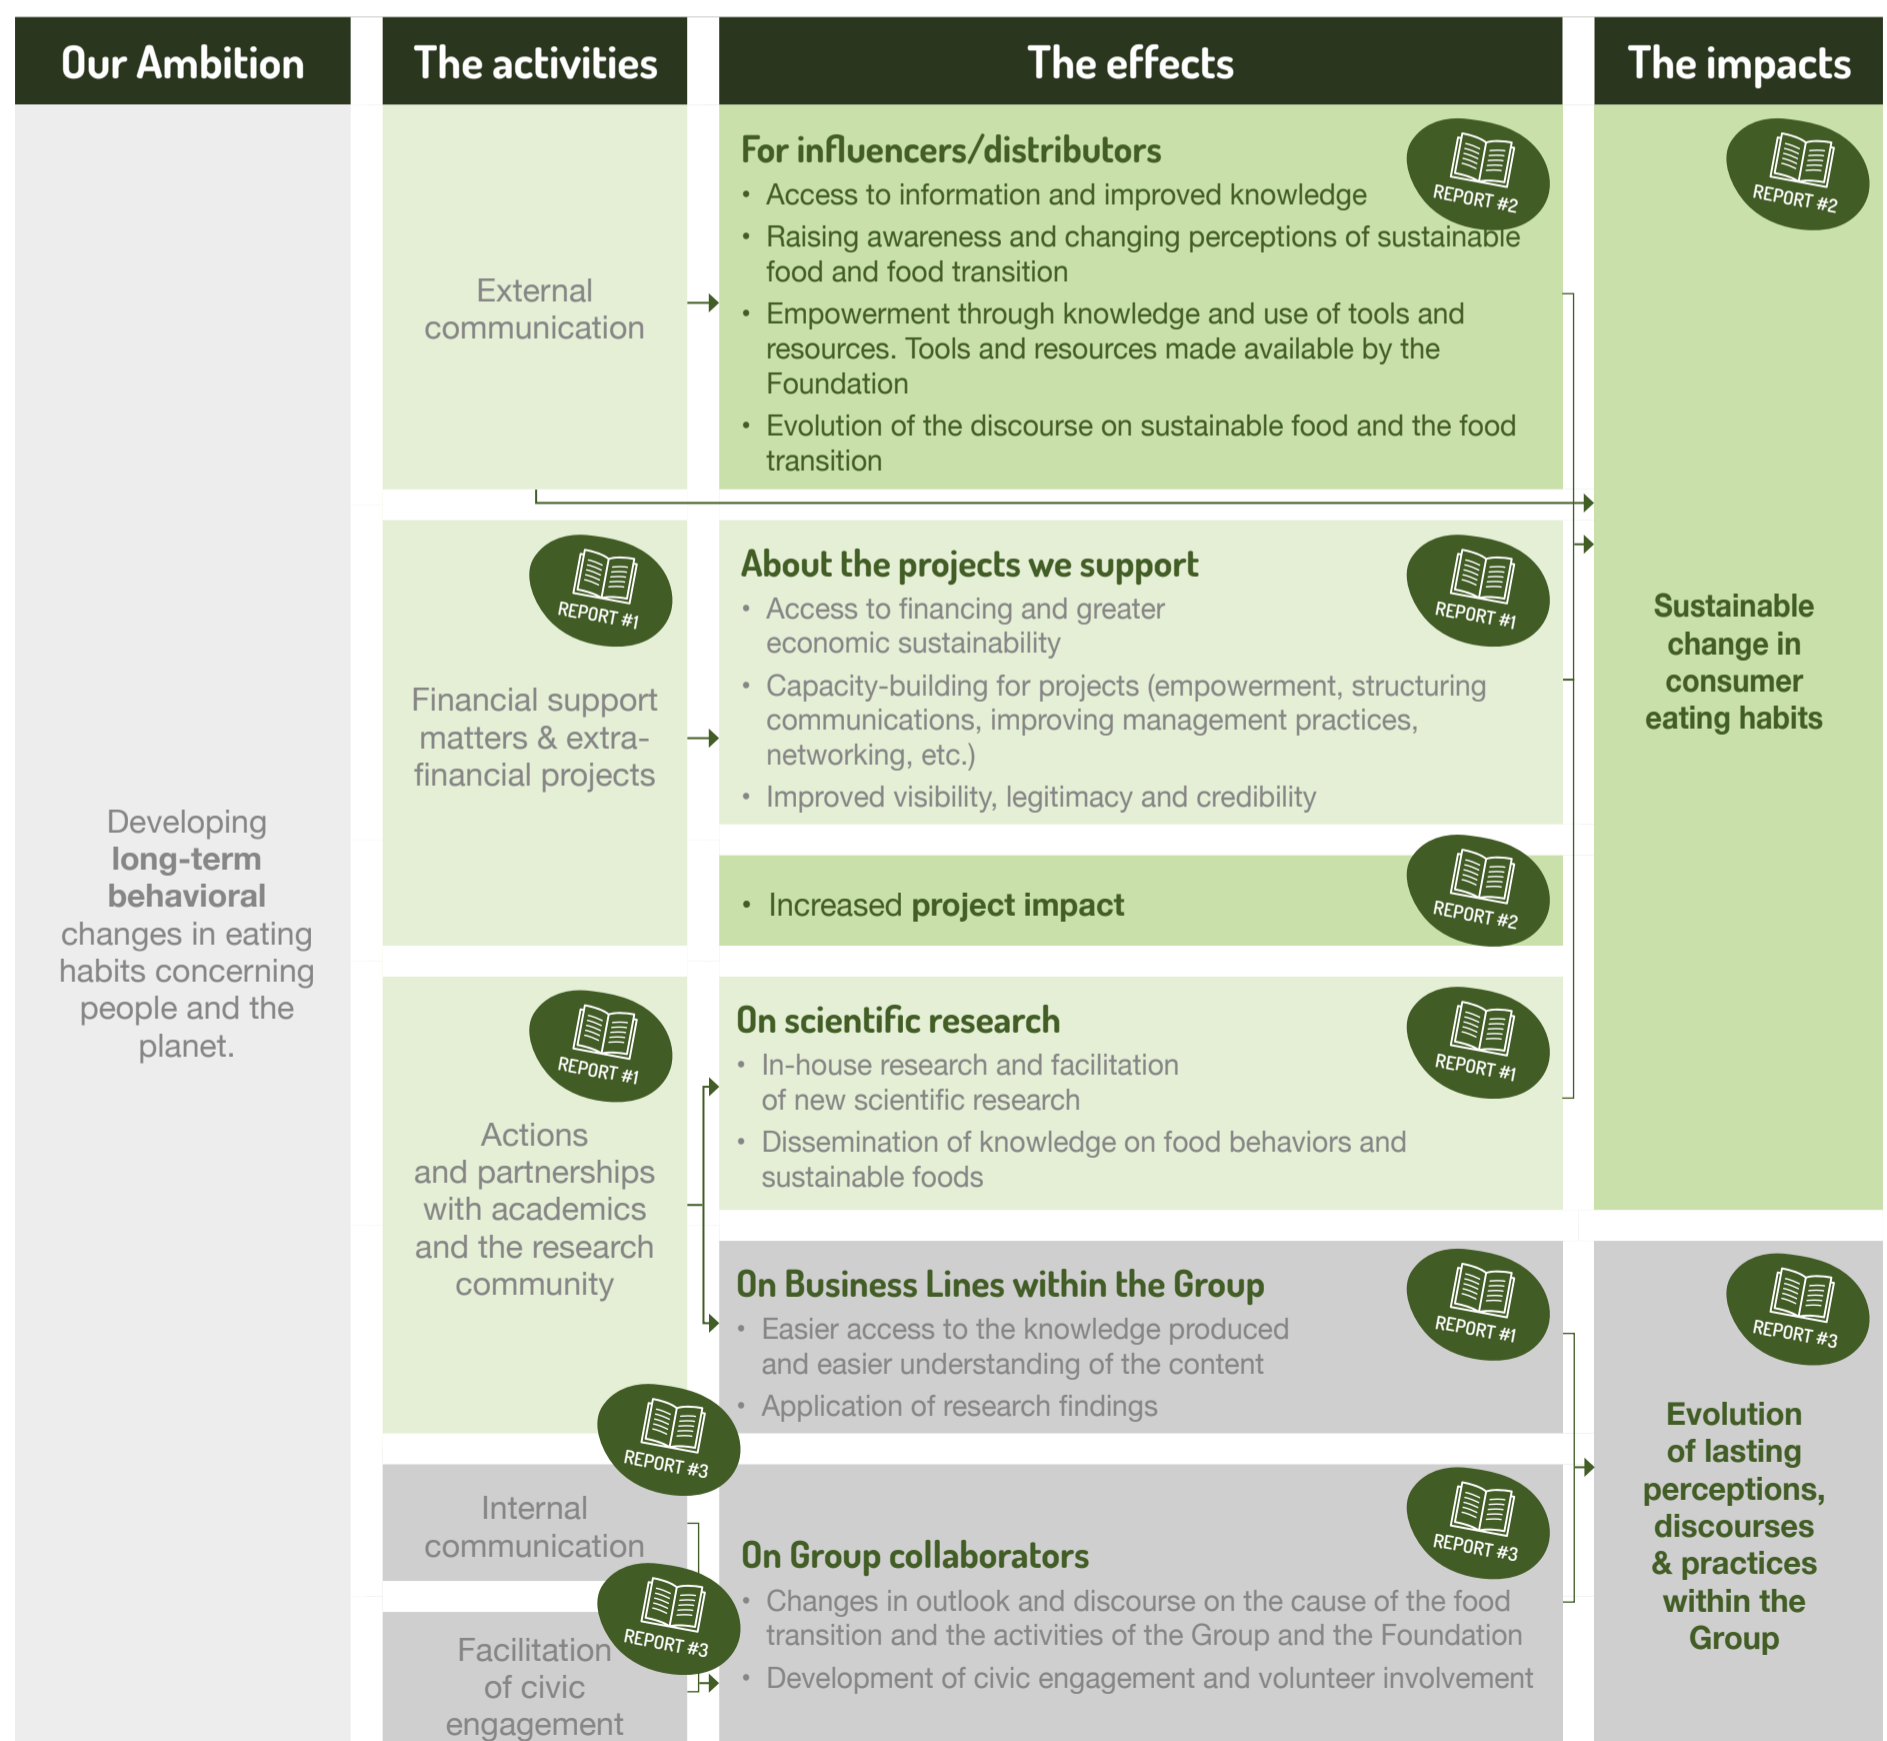 Our Ambition
The activities
The effects
The impacts
Developing
long-term
behavioral
changes in eating
habits concerning
people and the
planet.
External
communication
For influencers/distributors
REPORT #2
• Access to information and improved knowledge
• Raising awareness and changing perceptions of sustainable
food and food transition
• Empowerment through knowledge and use of tools and
resources. Tools and resources made available by the
Foundation
• Evolution of the discourse on sustainable food and the food
transition
REPORT #1
Financial support
matters & extra-
financial projects
About the projects we support
REPORT #1
• Access to financing and greater
economic sustainability
• Capacity-building for projects (empowerment, structuring
communications, improving management practices,
networking, etc.)
• Improved visibility, legitimacy and credibility
• Increased project impact
REPORT #2
REPORT #1
Actions
and partnerships
with academics
and the research
community
On scientific research
REPORT #1
• In-house research and facilitation
of new scientific research
• Dissemination of knowledge on food behaviors and
sustainable foods
On Business Lines within the Group
REPORT #1
• Easier access to the knowledge produced
and easier understanding of the content
• Application of research findings
REPORT #3
Internal
communication
REPORT #3
Facilitation
of civic
engagement
On Group collaborators
REPORT #3
• Changes in outlook and discourse on the cause of the food
transition and the activities of the Group and the Foundation
• Development of civic engagement and volunteer involvement
REPORT #2
Sustainable
change in
consumer
eating habits
REPORT #3
Evolution
of lasting
perceptions,
discourses
& practices
within the
Group